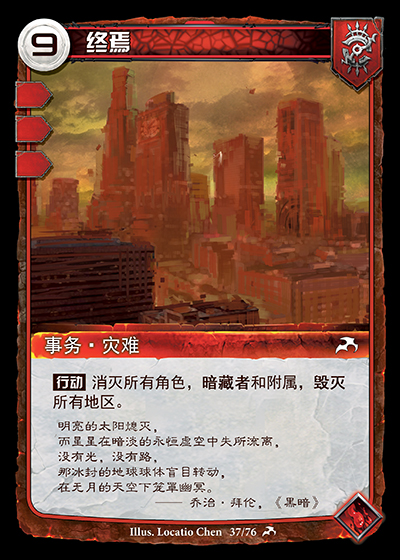 9 终焉
事务·灾难
行动 消灭所有角色，暗藏者和附属，毁灭
所有地区。
明亮的太阳熄灭，
而星星在暗淡的永恒虚空中失所流离，
没有光，没有路，
那冰封的地球球体盲目转动，
在无月的天空下笼罩幽冥。
—— 乔治·拜伦，《黑暗》
Illus. Locatio Chen 37/76